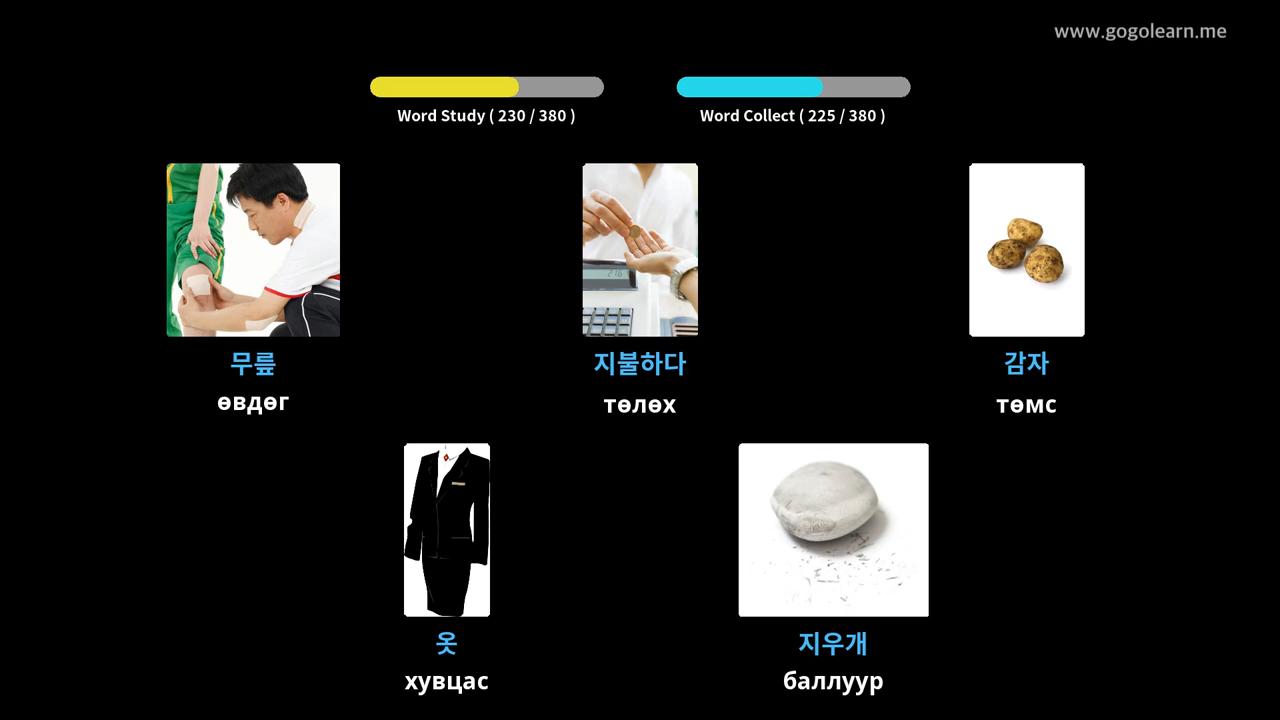 www.gogolearn.me
Word Study ( 230 / 380 )
Word Collect ( 225 / 380 )
무릎
지불하다
감자
өвдөг
төлөх
төмс
옷
지우개
хувцас
баллуур